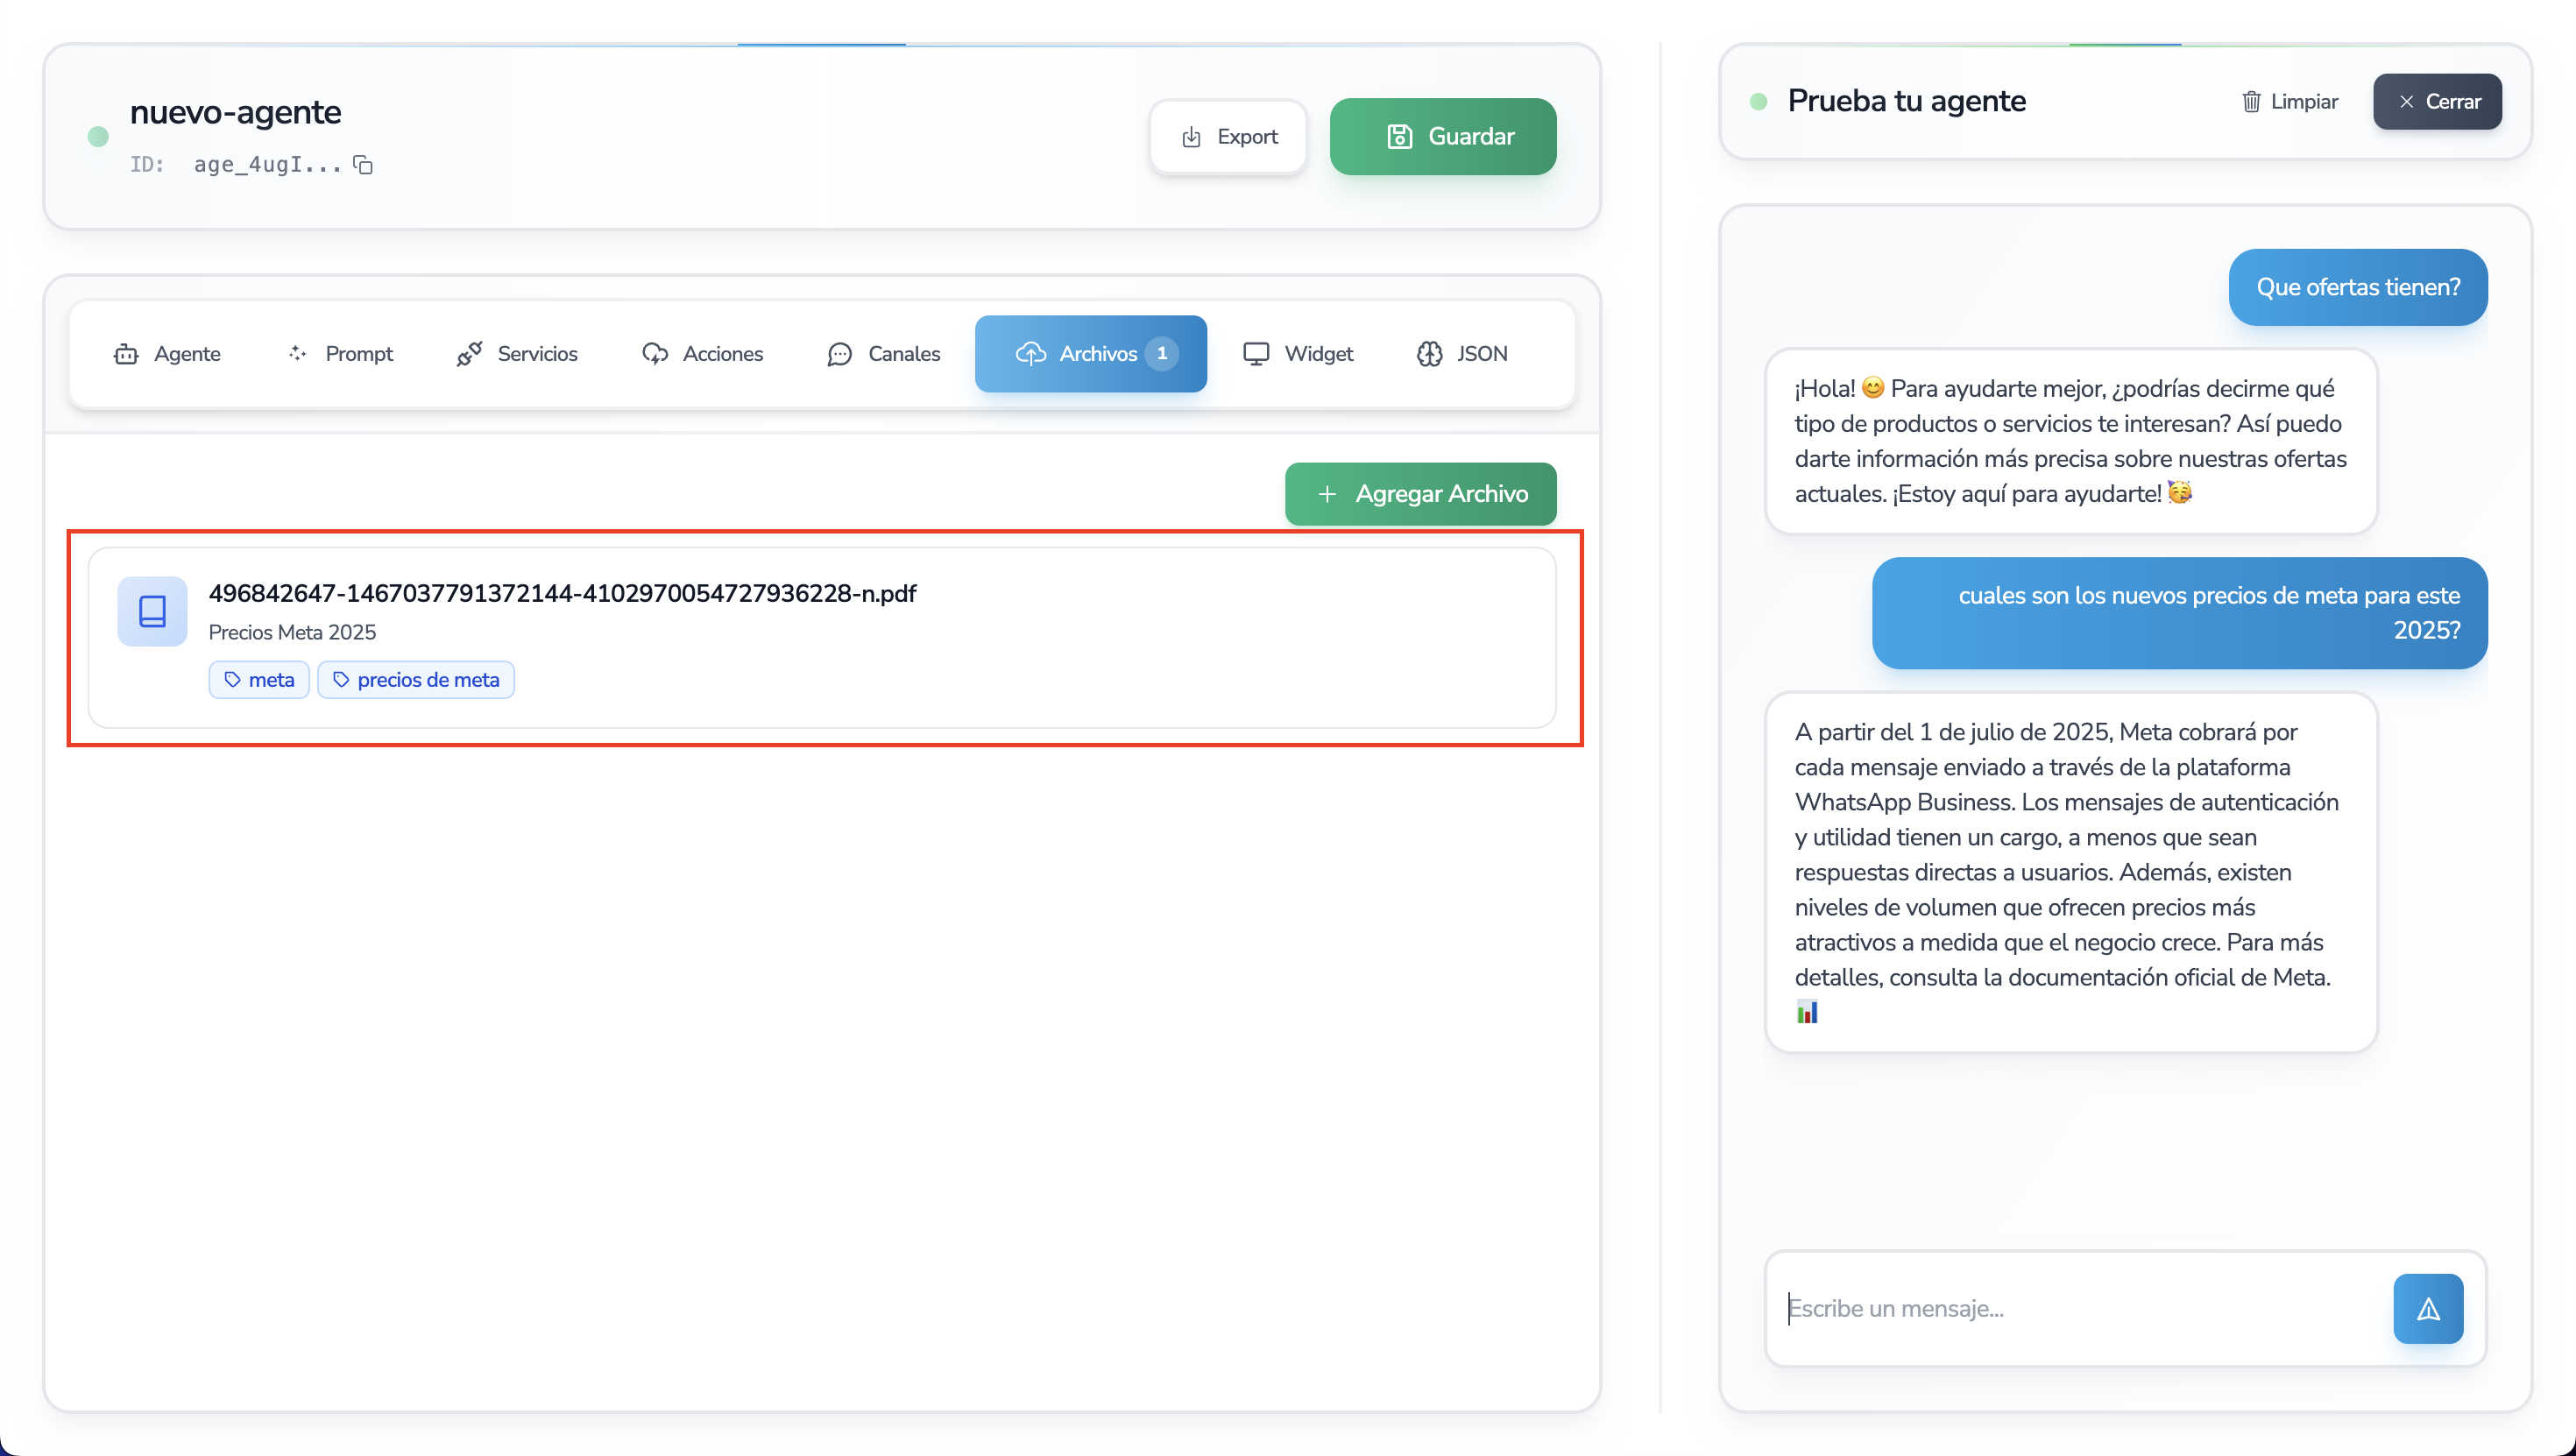 nuevo-agente
ID: age_4ugI...
Export
Guardar
Agente
Prompt
Servicios
Acciones
Canales
Archivos 1
Widget
JSON
+ Agregar Archivo
496842647-1467037791372144-4102970054727936228-n.pdf
Precios Meta 2025
meta
precios de meta
Prueba tu agente
Limpiar
Cerrar
Que ofertas tienen?
¡Hola! 😊 Para ayudarte mejor, ¿podrías decirme qué
tipo de productos o servicios te interesan? Así puedo
darte información más precisa sobre nuestras ofertas
actuales. ¡Estoy aquí para ayudarte! 🥳
cuales son los nuevos precios de meta para este
2025?
A partir del 1 de julio de 2025, Meta cobrará por
cada mensaje enviado a través de la plataforma
WhatsApp Business. Los mensajes de autenticación
y utilidad tienen un cargo, a menos que sean
respuestas directas a usuarios. Además, existen
niveles de volumen que ofrecen precios más
atractivos a medida que el negocio crece. Para más
detalles, consulta la documentación oficial de Meta.
📊
Escribe un mensaje...